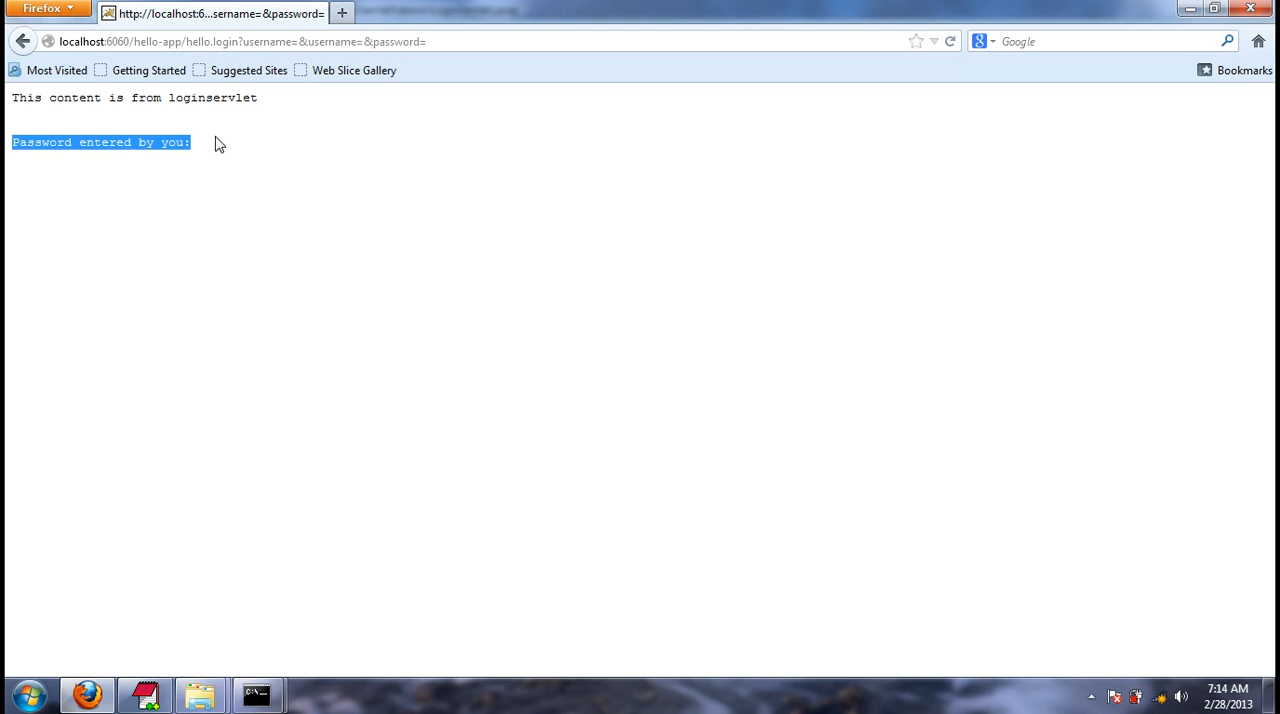 Firefox
http://localhost:6...sername=&password=
localhost:6060/hello-app/hello.login?username=&username=&password=
Google
Most Visited Getting Started Suggested Sites Web Slice Gallery Bookmarks
This content is from loginservlet
Password entered by you:
7:14 AM
2/28/2013